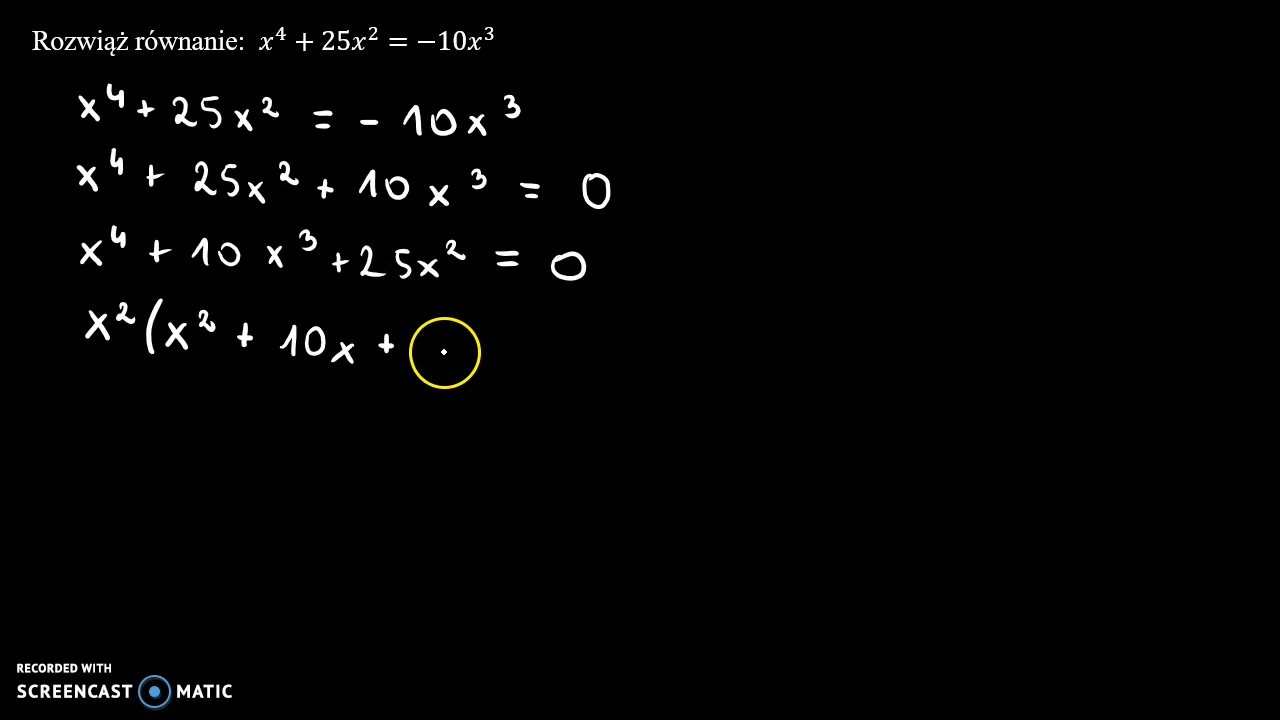 Rozwiąż równanie: x⁴ + 25x² = −10x³
x⁴ + 25x² = - 10x³
x⁴ + 25x² + 10x³ = 0
x⁴ + 10x³ + 25x² = 0
x²(x² + 10x +
RECORDED WITH
SCREENCAST MATIC